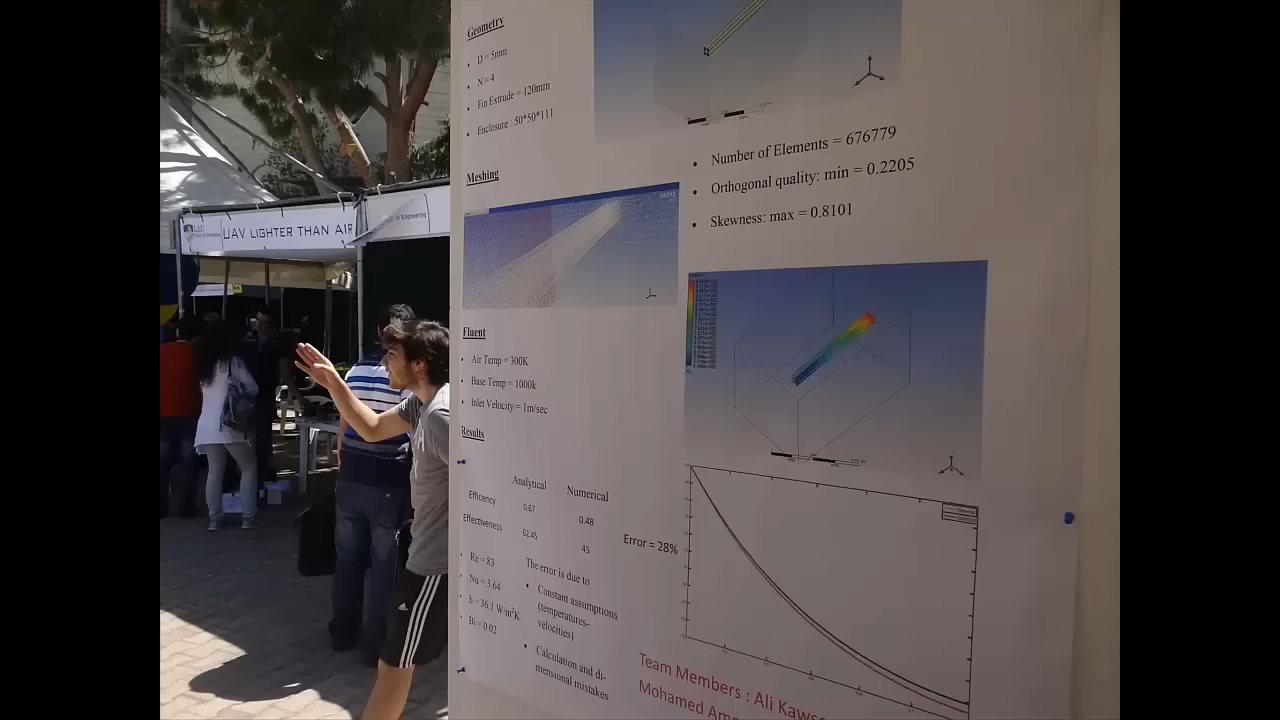 UAV LIGHTER THAN AIR
Engineering
Geometry
• D = 5mm
• N = 4
• Fin Extrude = 120mm
• Enclosure : 50*50*111
• Number of Elements = 676779
• Orthogonal quality: min = 0.2205
• Skewness: max = 0.8101
Meshing
Fluent
• Air Temp = 300K
• Base Temp = 1000k
• Inlet Velocity = 1m/sec
Results
Analytical Numerical
Efficiency 0.67 0.48
Effectiveness 62.45 45
Error = 28%
• Re = 83
• Nu = 3.64
• h = 36.1 W/m²K
• Bi = 0.02
The error is due to
• Constant assumptions
(temperatures-
velocities)
• Calculation and di-
mensional mistakes
Team Members : Ali
Mohamed